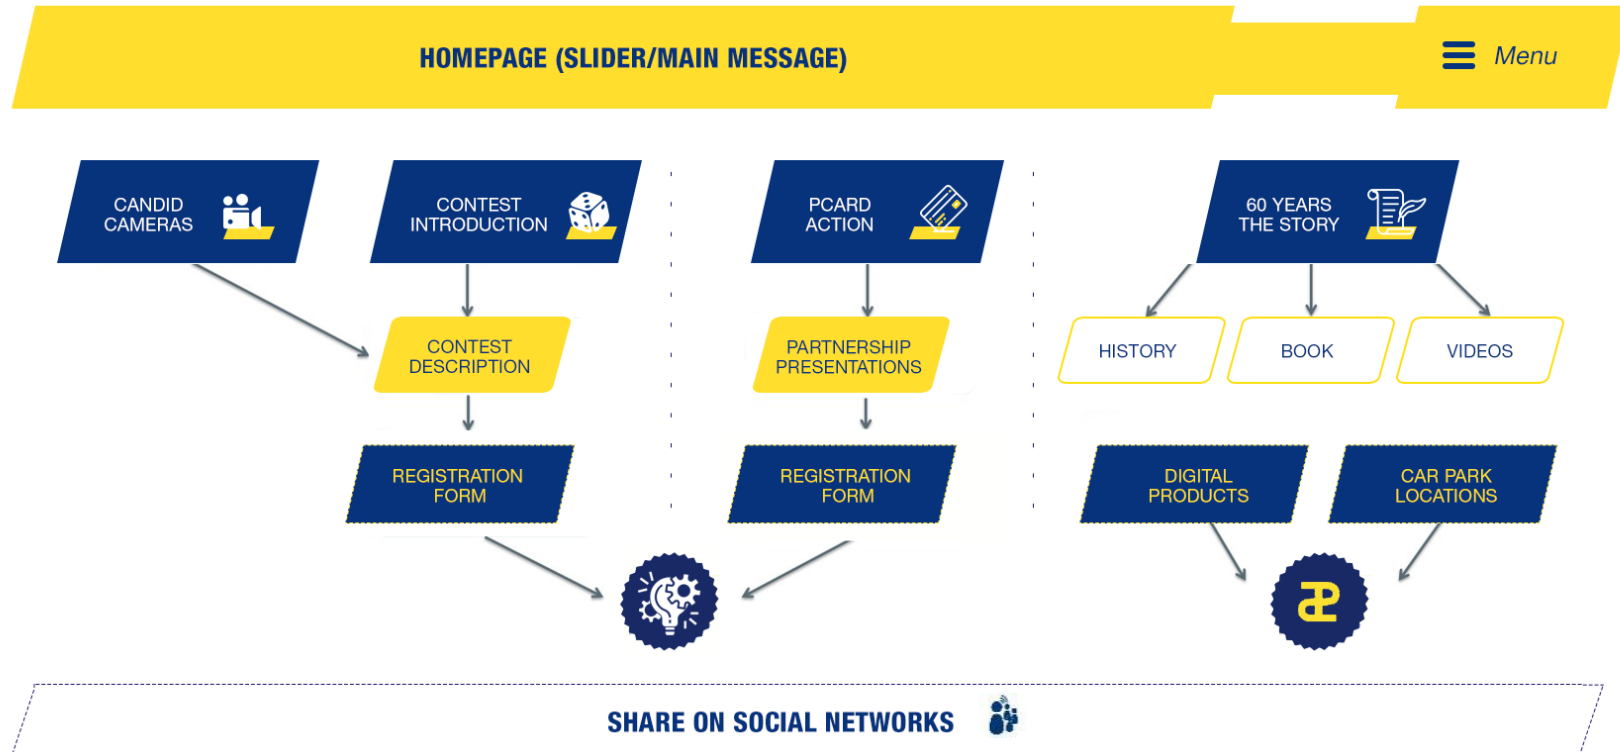 HOMEPAGE (SLIDER/MAIN MESSAGE)
Menu
CANDID
CAMERAS
CONTEST
INTRODUCTION
PCARD
ACTION
60 YEARS
THE STORY
CONTEST
DESCRIPTION
PARTNERSHIP
PRESENTATIONS
HISTORY
BOOK
VIDEOS
REGISTRATION
FORM
REGISTRATION
FORM
DIGITAL
PRODUCTS
CAR PARK
LOCATIONS
SHARE ON SOCIAL NETWORKS